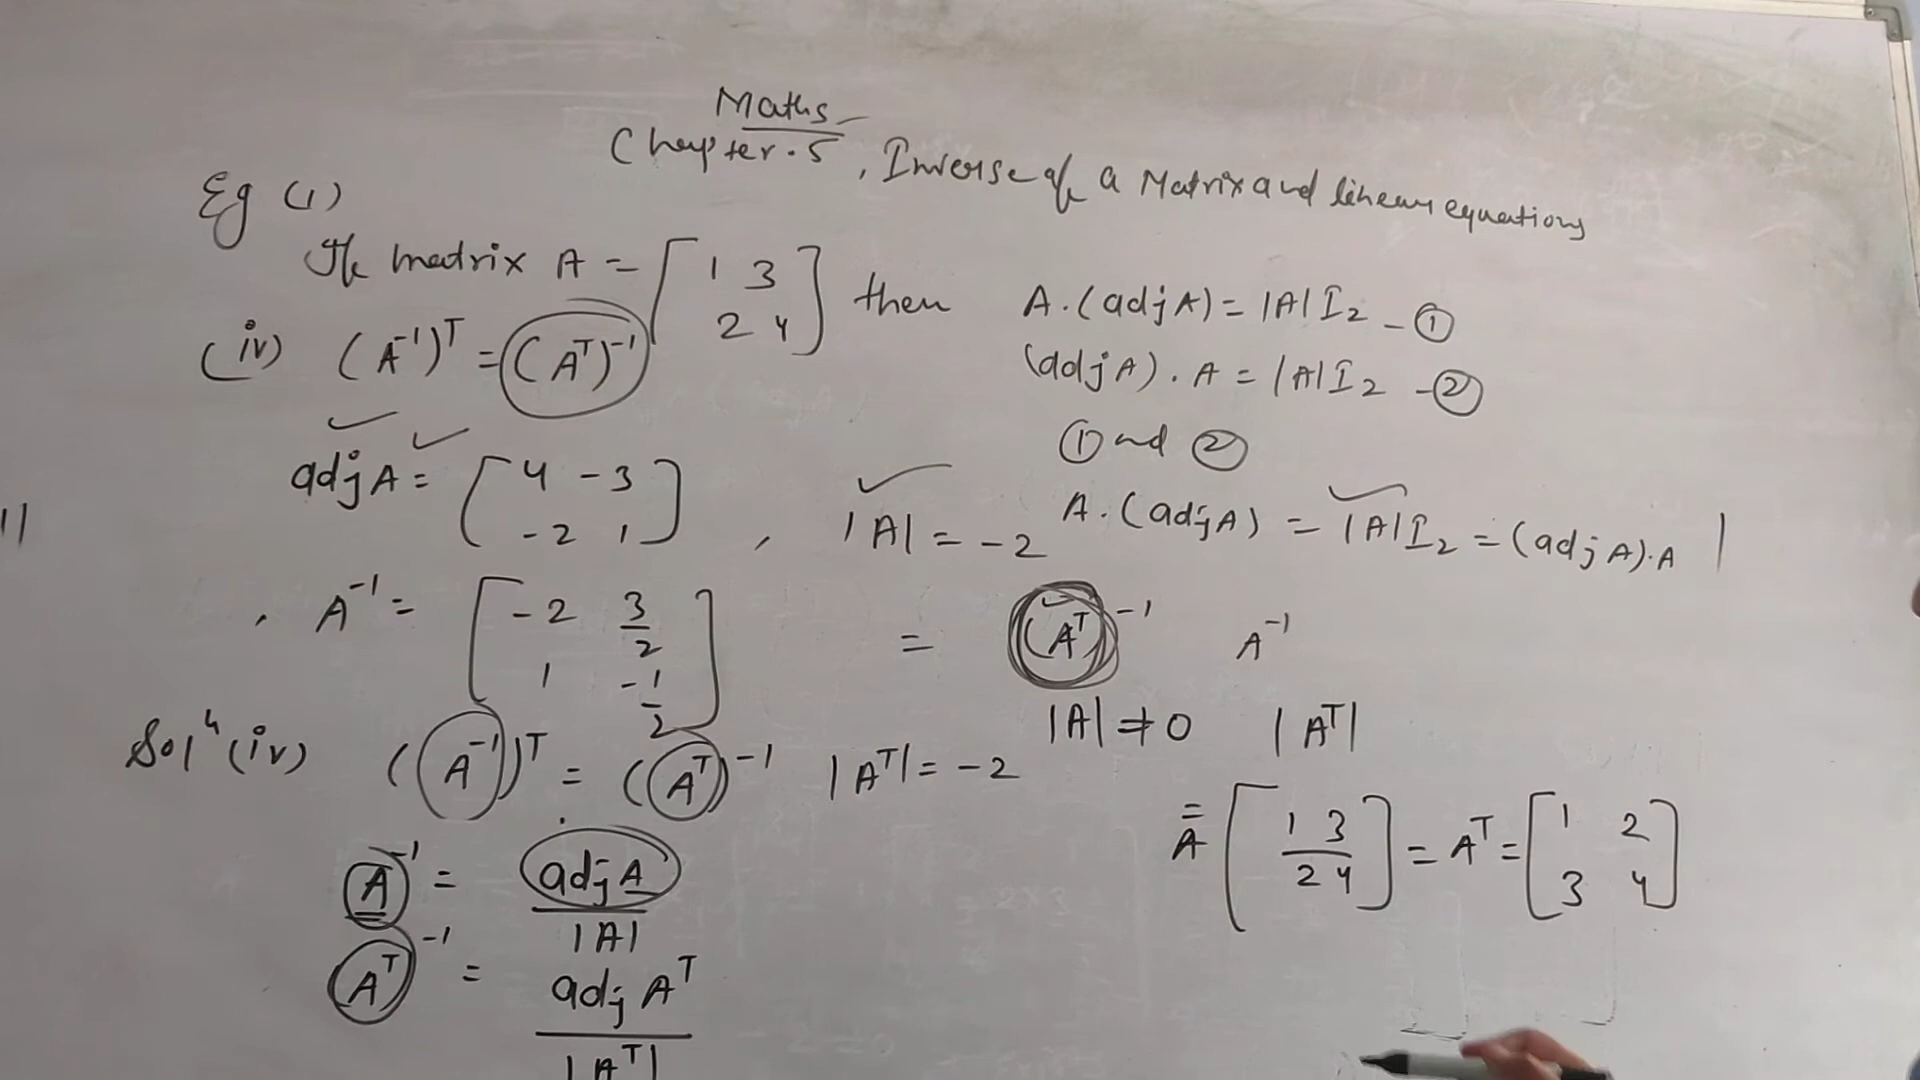 Maths
Chapter-5, Inverse of a Matrix and linear equations
Eg (1)
If matrix A = [ 1 3 2 4 ] then
(iv) (A⁻¹)ᵀ = (Aᵀ)⁻¹
A.(adj A) = |A| I₂ - ①
(adj A). A = |A| I₂ - ②
① and ②
A.(adj A) = |A| I₂ = (adj A).A
adj A = [ 4 -3 -2 1 ], |A| = -2
, A⁻¹ = [ -2 3/2 1 -1/2 ]
= (Aᵀ)⁻¹ A⁻¹
|A| ≠ 0 |Aᵀ|
Solⁿ (iv) (A⁻¹)ᵀ = (Aᵀ)⁻¹ |Aᵀ| = -2
= A [ 1 3 2 4 ] = Aᵀ = [ 1 2 3 4 ]
A⁻¹ = adj A / |A|
Aᵀ⁻¹ = adj Aᵀ / |Aᵀ|